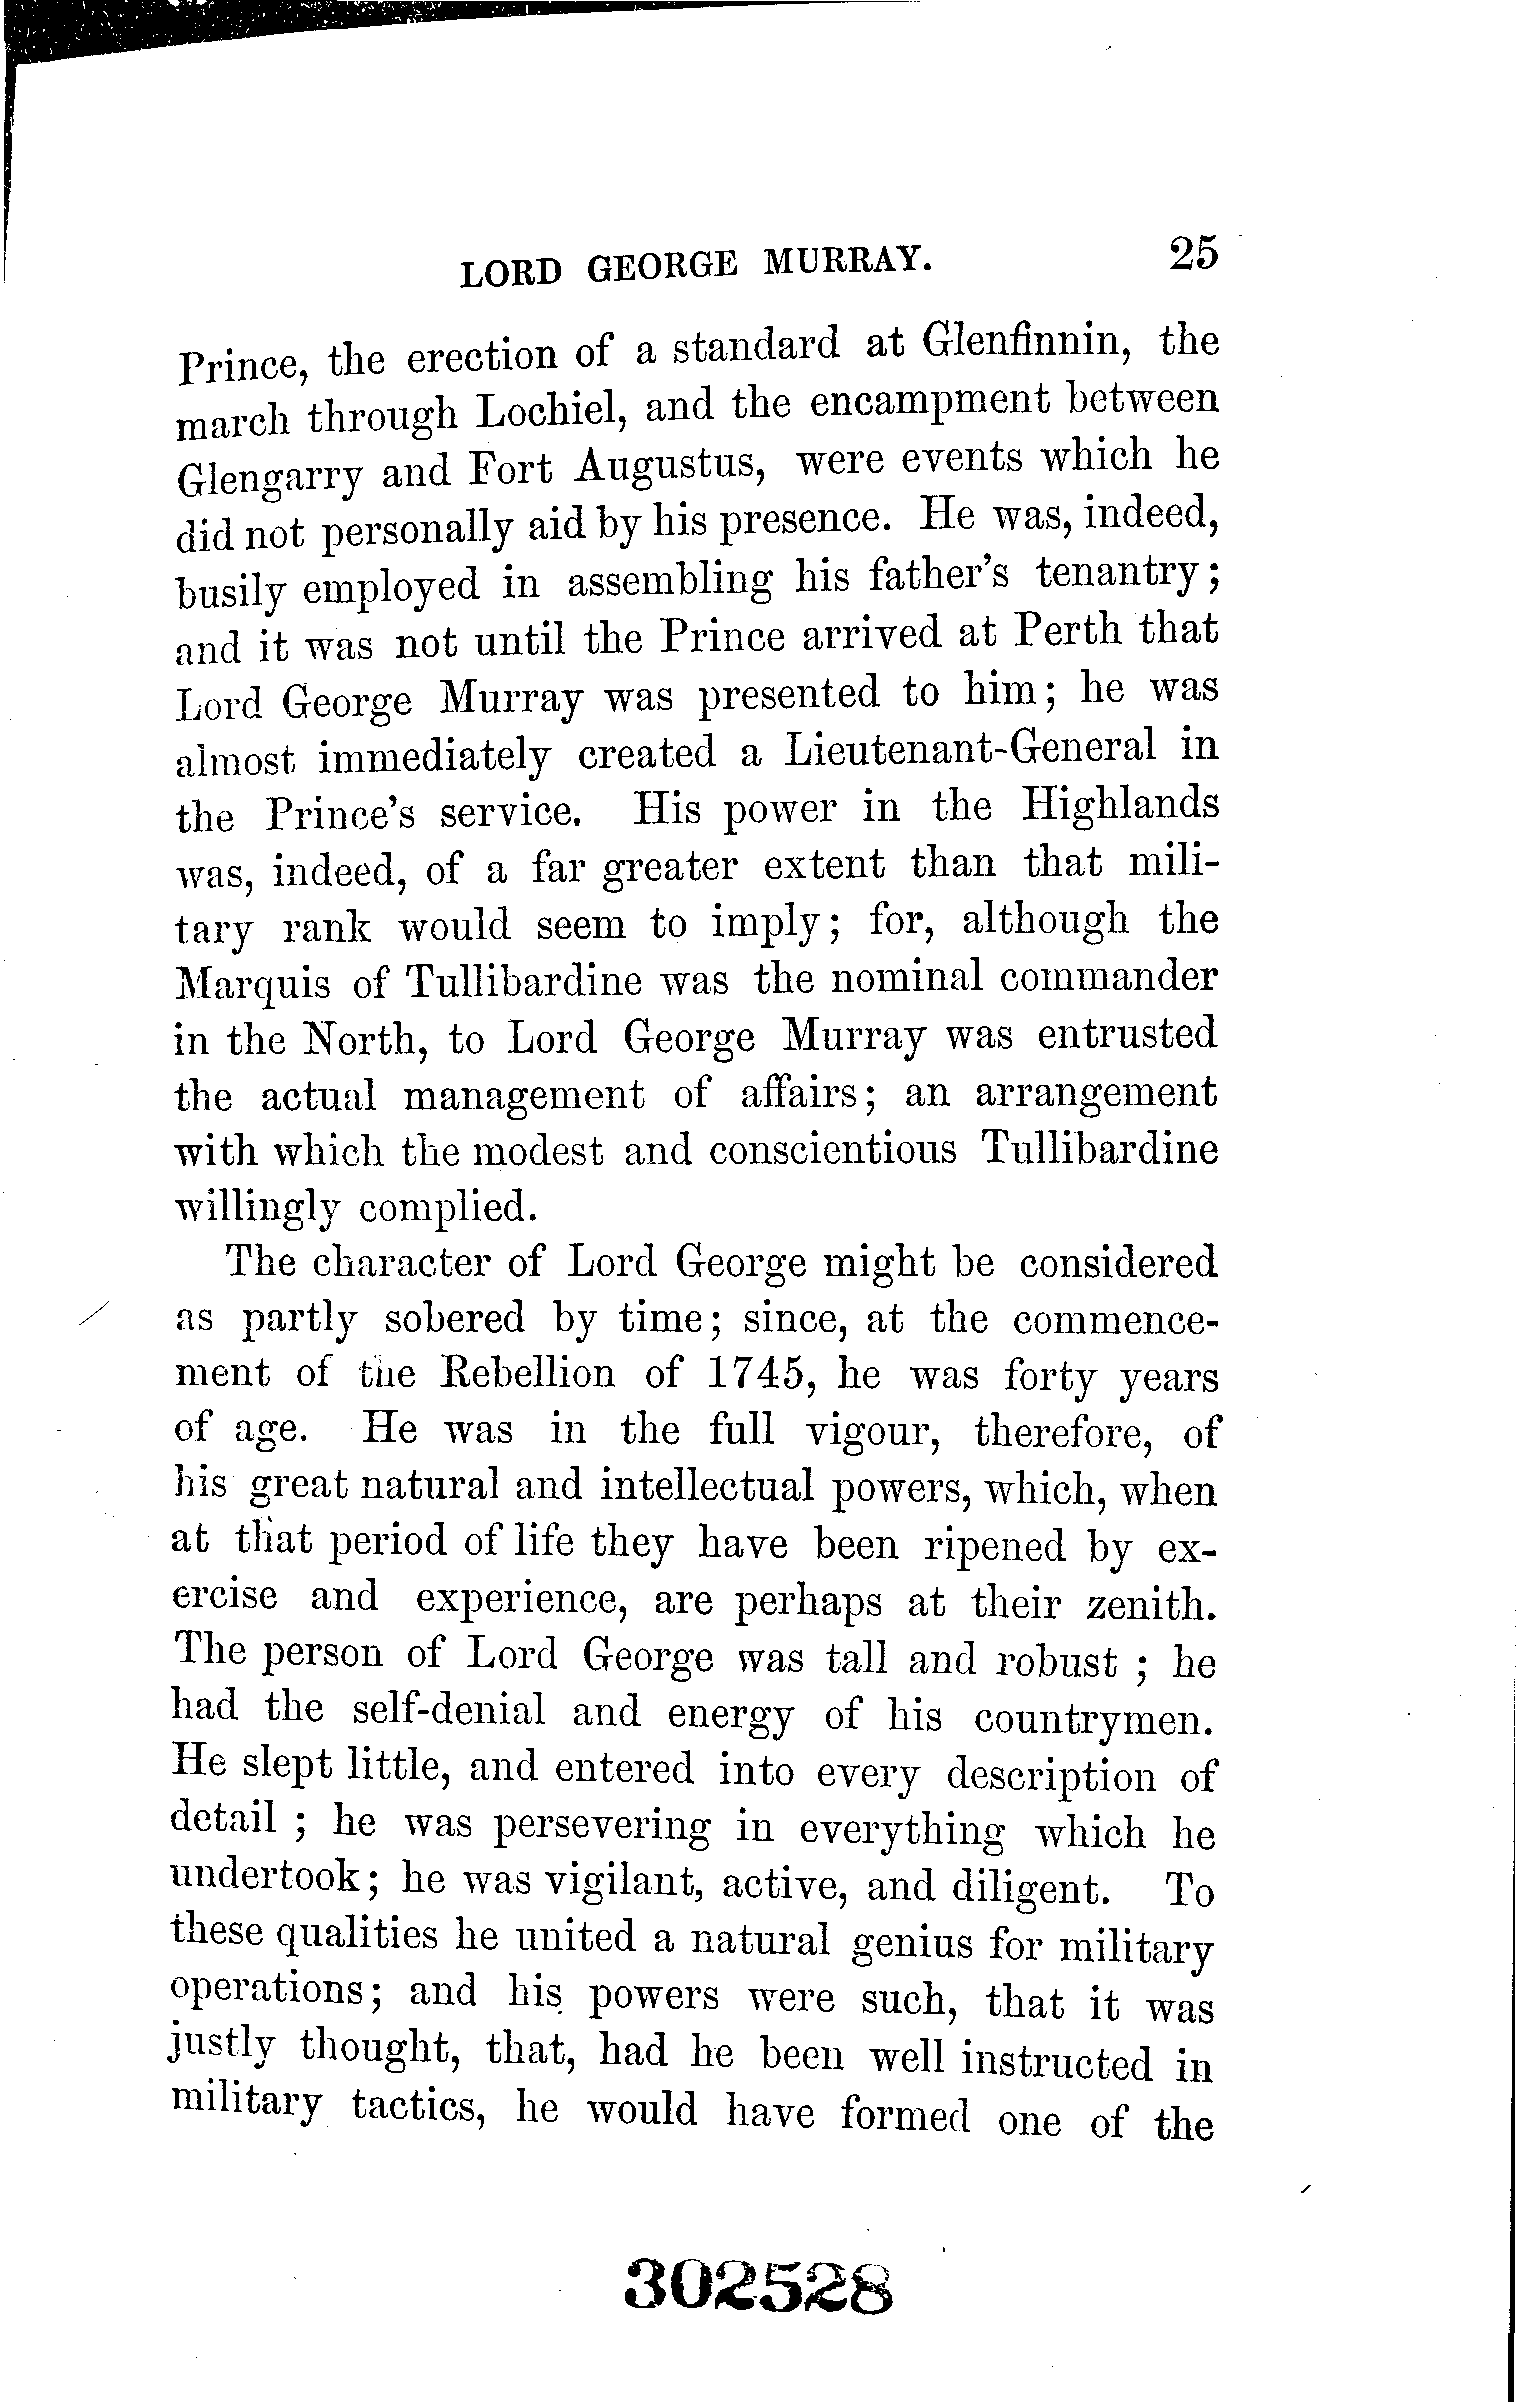 LORD GEORGE MURRAY. 25
Prince, the erection of a standard at Glenfinnin, the
march through Lochiel, and the encampment between
Glengarry and Fort Augustus, were events which he
did not personally aid by his presence. He was, indeed,
busily employed in assembling his father's tenantry;
and it was not until the Prince arrived at Perth that
Lord George Murray was presented to him; he was
almost immediately created a Lieutenant-General in
the Prince's service. His power in the Highlands
was, indeed, of a far greater extent than that mili-
tary rank would seem to imply; for, although the
Marquis of Tullibardine was the nominal commander
in the North, to Lord George Murray was entrusted
the actual management of affairs; an arrangement
with which the modest and conscientious Tullibardine
willingly complied.
The character of Lord George might be considered
as partly sobered by time; since, at the commence-
ment of the Rebellion of 1745, he was forty years
of age. He was in the full vigour, therefore, of
his great natural and intellectual powers, which, when
at that period of life they have been ripened by ex-
ercise and experience, are perhaps at their zenith.
The person of Lord George was tall and robust ; he
had the self-denial and energy of his countrymen.
He slept little, and entered into every description of
detail ; he was persevering in everything which he
undertook; he was vigilant, active, and diligent. To
these qualities he united a natural genius for military
operations; and his powers were such, that it was
justly thought, that, had he been well instructed in
military tactics, he would have formed one of the
302528